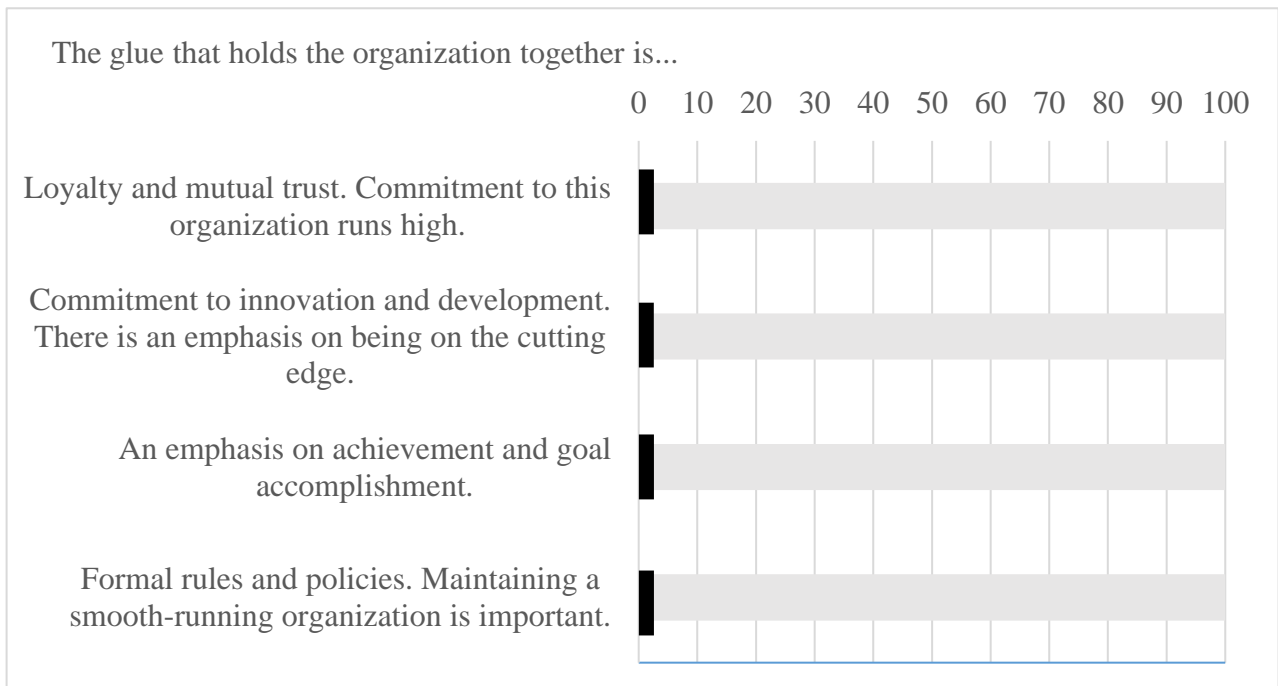 The glue that holds the organization together is...
0 10 20 30 40 50 60 70 80 90 100
Loyalty and mutual trust. Commitment to this
organization runs high.
Commitment to innovation and development.
There is an emphasis on being on the cutting
edge.
An emphasis on achievement and goal
accomplishment.
Formal rules and policies. Maintaining a
smooth-running organization is important.